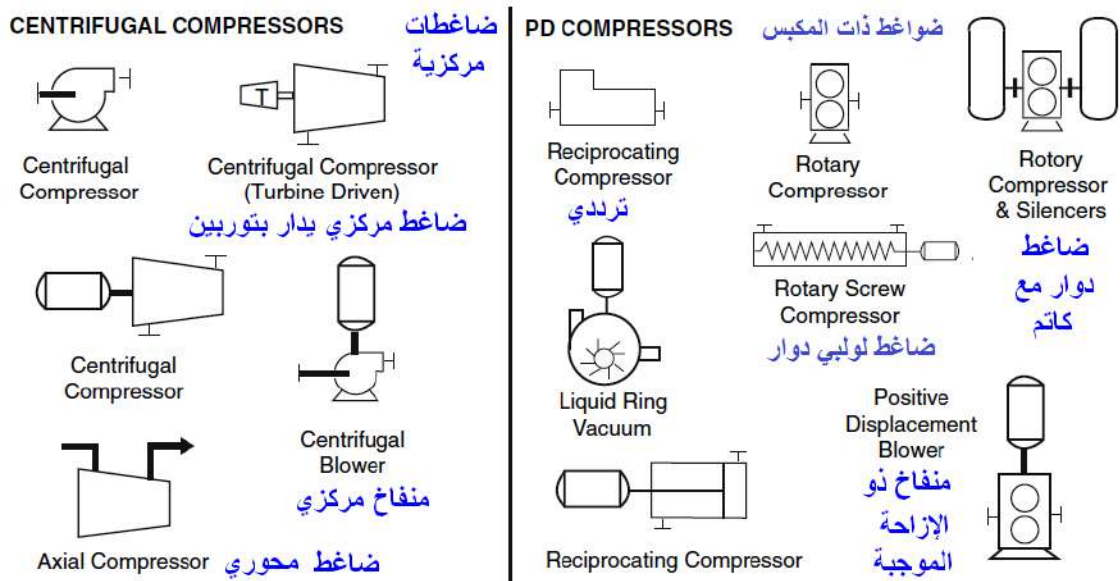 CENTRIFUGAL COMPRESSORS
ضاغطات
مركزية
Centrifugal
Compressor
T
Centrifugal Compressor
(Turbine Driven)
ضاغط مركزي يدار بتوربين
Centrifugal
Compressor
Centrifugal
Blower
منفاخ مركزي
Axial Compressor
ضاغط محوري
PD COMPRESSORS
ضواغط ذات المكبس
Reciprocating
Compressor
ترددي
Rotary
Compressor
Rotory
Compressor
& Silencers
ضاغط
دوار مع
كاتم
Rotary Screw
Compressor
ضاغط لولبي دوار
Liquid Ring
Vacuum
Positive
Displacement
Blower
منفاخ ذو
الإزاحة
الموجبة
Reciprocating Compressor